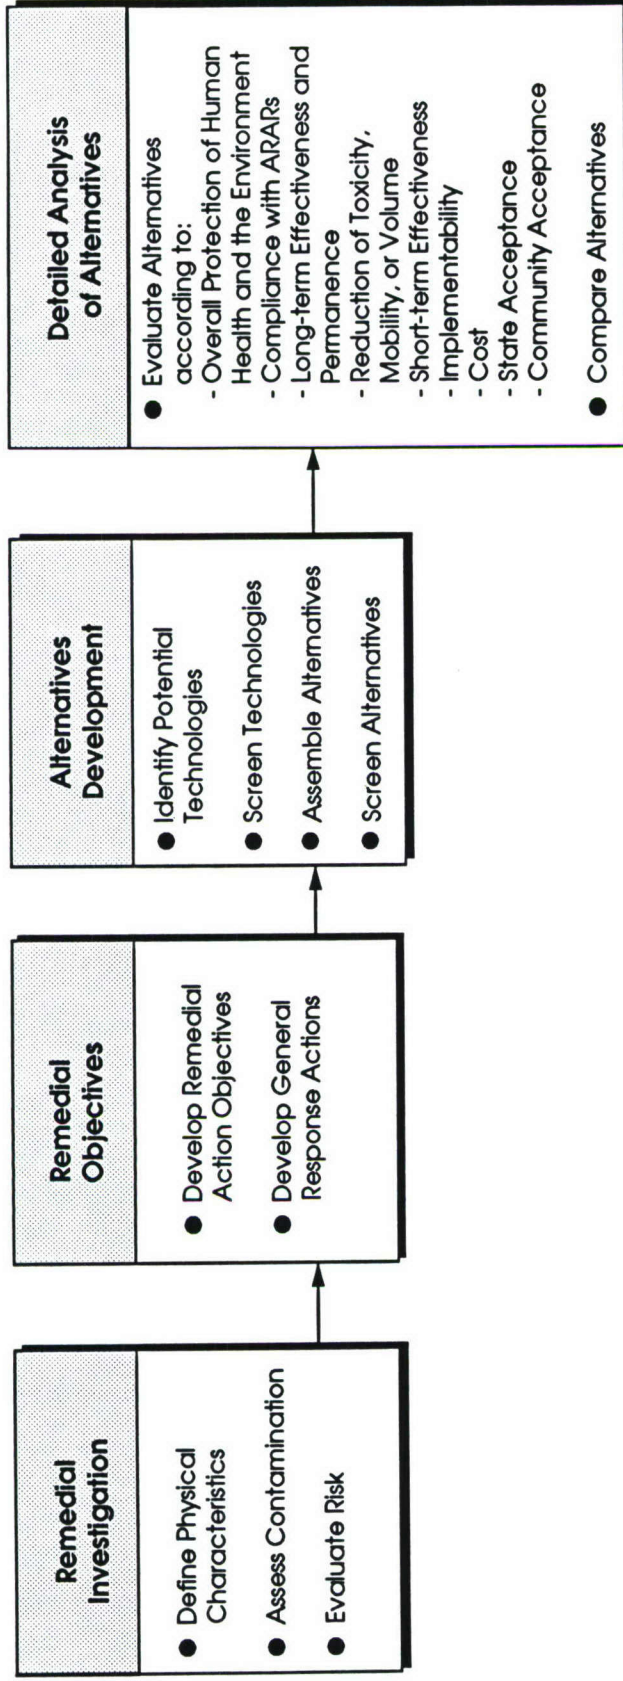 Remedial
Investigation
● Define Physical
Characteristics
● Assess Contamination
● Evaluate Risk
Remedial
Objectives
● Develop Remedial
Action Objectives
● Develop General
Response Actions
Alternatives
Development
● Identify Potential
Technologies
● Screen Technologies
● Assemble Alternatives
● Screen Alternatives
Detailed Analysis
of Alternatives
● Evaluate Alternatives
according to:
- Overall Protection of Human
Health and the Environment
- Compliance with ARARs
- Long-term Effectiveness and
Permanence
- Reduction of Toxicity,
Mobility, or Volume
- Short-term Effectiveness
- Implementability
- Cost
- State Acceptance
- Community Acceptance
● Compare Alternatives